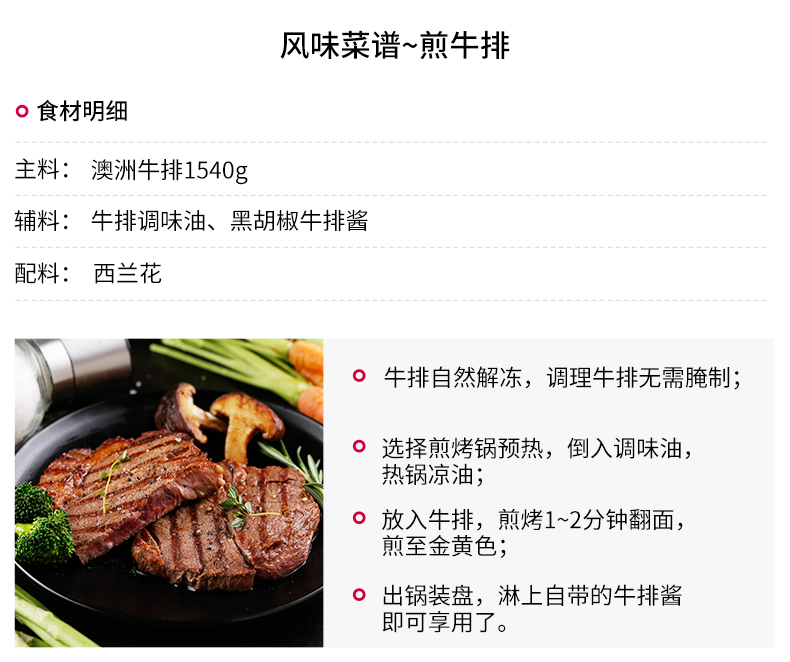 风味菜谱~煎牛排
食材明细
主料： 澳洲牛排1540g
辅料： 牛排调味油、黑胡椒牛排酱
配料： 西兰花
牛排自然解冻，调理牛排无需腌制；
选择煎烤锅预热，倒入调味油，
热锅凉油；
放入牛排，煎烤1~2分钟翻面，
煎至金黄色；
出锅装盘，淋上自带的牛排酱
即可享用了。